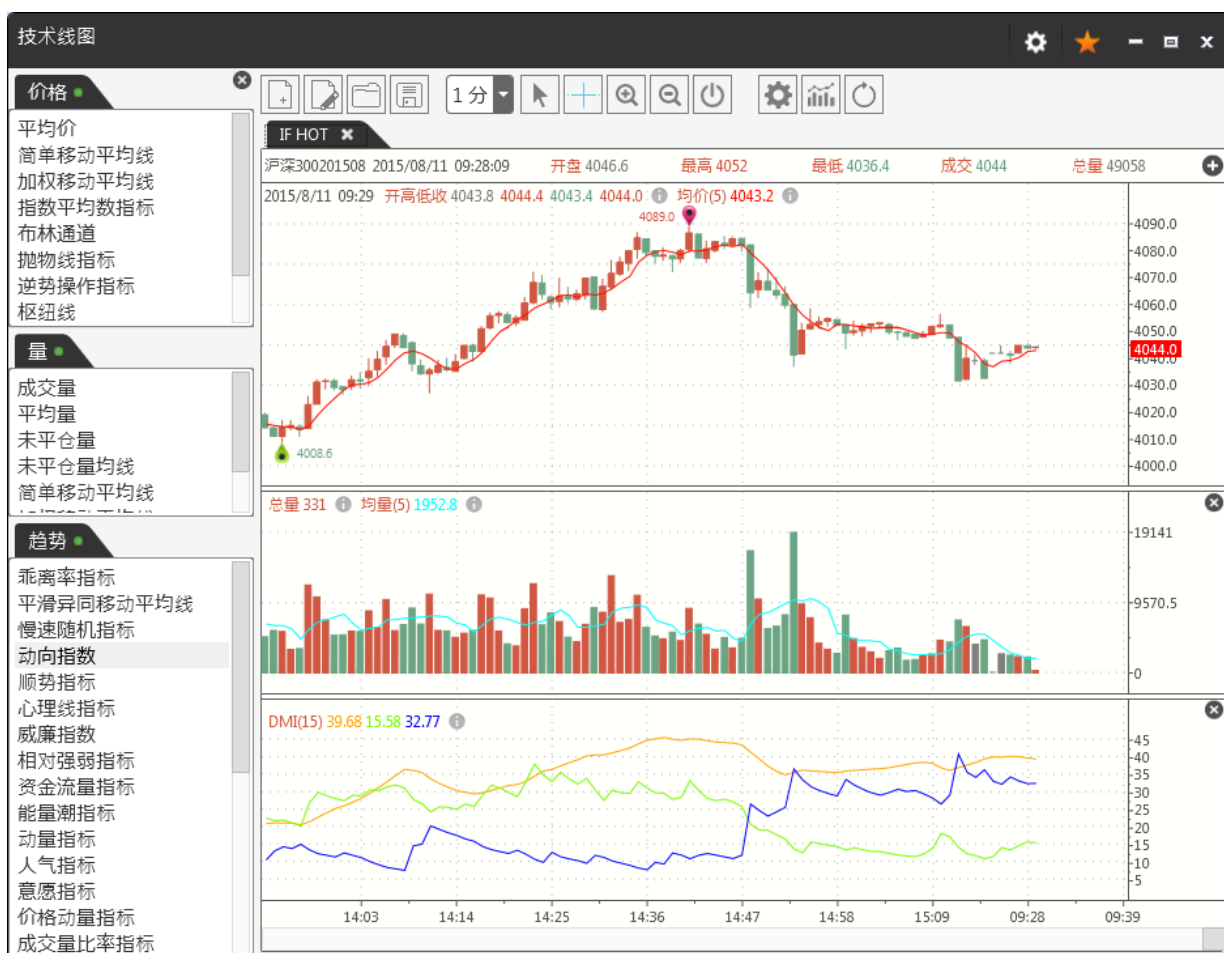 技术线图
价格
平均价
简单移动平均线
加权移动平均线
指数平均数指标
布林通道
抛物线指标
逆势操作指标
枢纽线
量
成交量
平均量
未平仓量
未平仓量均线
简单移动平均线
趋势
乖离率指标
平滑异同移动平均线
慢速随机指标
动向指数
顺势指标
心理线指标
威廉指数
相对强弱指标
资金流量指标
能量潮指标
动量指标
人气指标
意愿指标
价格动量指标
成交量比率指标
1 分
IF HOT
沪深300201508 2015/08/11 09:28:09 开盘 4046.6 最高 4052 最低 4036.4 成交 4044 总量 49058
2015/8/11 09:29 开高低收 4043.8 4044.4 4043.4 4044.0 均价(5) 4043.2
4089.0
4008.6
4090.0
4080.0
4070.0
4060.0
4050.0
4044.0
4040.0
4030.0
4020.0
4010.0
4000.0
总量 331 均量(5) 1952.8
19141
9570.5
0
DMI(15) 39.68 15.58 32.77
45
40
35
30
25
20
15
10
5
14:03 14:14 14:25 14:36 14:47 14:58 15:09 09:28 09:39